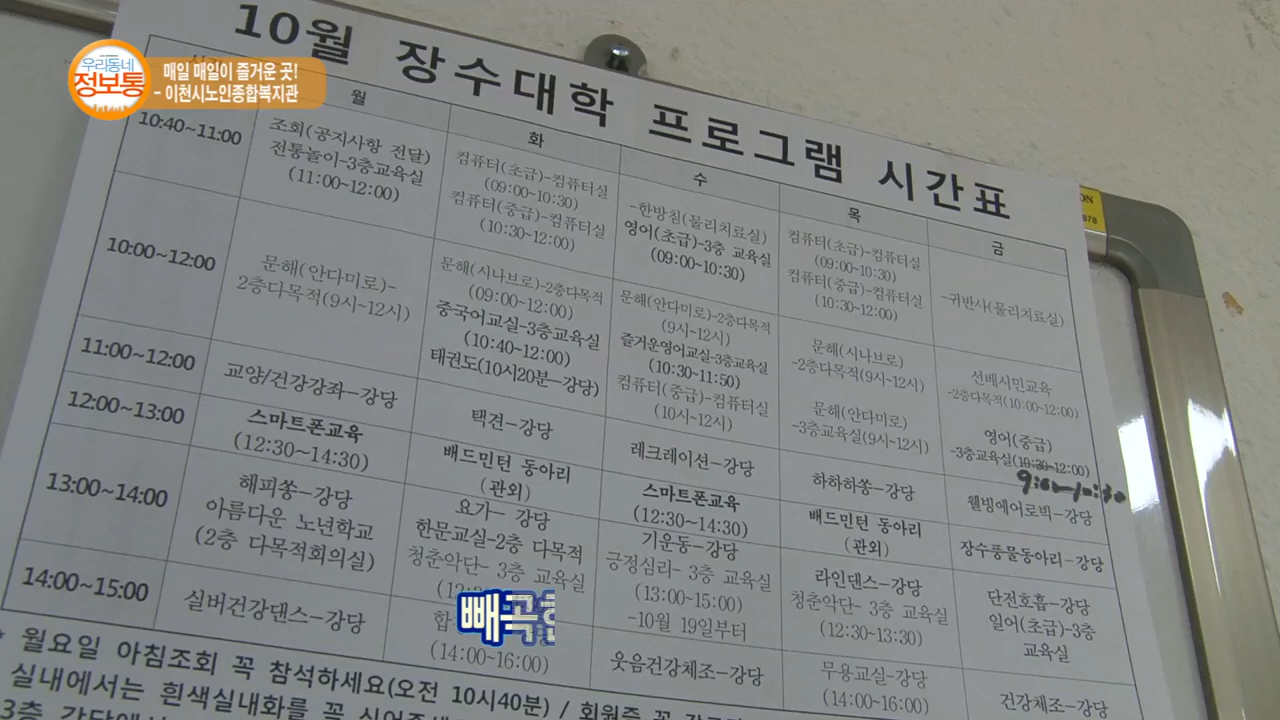 우리동네
정보통
매일 매일이 즐거운 곳!
- 이천시노인종합복지관
10월 장수대학 프로그램 시간표
월
화
수
목
금
10:40~11:00
조회(공지사항 전달)
전통놀이-3층교육실
(11:00~12:00)
컴퓨터(초급)-컴퓨터실
(09:00~10:30)
컴퓨터(중급)-컴퓨터실
(10:30~12:00)
-한방침(물리치료실)
영어(초급)-3층 교육실
(09:00~10:30)
컴퓨터(초급)-컴퓨터실
(09:00~10:30)
컴퓨터(중급)-컴퓨터실
(10:30~12:00)
-귀반사(물리치료실)
10:00~12:00
문해(안다미로)-
2층다목적(9시~12시)
문해(시나브로)-2층다목적
(09:00~12:00)
중국어교실-3층교육실
(10:40~12:00)
태권도(10시20분-강당)
문해(안다미로)-2층다목적
(9시~12시)
즐거운영어교실-3층교육실
(10:30~11:50)
컴퓨터(중급)-컴퓨터실
(10시~12시)
문해(시나브로)
-2층다목적(9시~12시)
문해(안다미로)
-3층교육실(9시~12시)
선배시민교육
-2층다목적(10:00~12:00)
영어(중급)
-3층교육실(10:30~12:00)
9:00~10:30
11:00~12:00
교양/건강강좌-강당
택견-강당
레크레이션-강당
하하하쏭-강당
웰빙에어로빅-강당
12:00~13:00
스마트폰교육
(12:30~14:30)
배드민턴 동아리
(관외)
스마트폰교육
(12:30~14:30)
배드민턴 동아리
(관외)
장수풍물동아리-강당
13:00~14:00
해피쏭-강당
아름다운 노년학교
(2층 다목적회의실)
요가- 강당
한문교실-2층 다목적
청춘악단- 3층 교육실
기운동-강당
긍정심리- 3층 교육실
(13:00~15:00)
-10월 19일부터
라인댄스-강당
청춘악단- 3층 교육실
(12:30~13:30)
단전호흡-강당
일어(초급)-3층
교육실
14:00~15:00
실버건강댄스-강당
합
(14:00~16:00)
웃음건강체조-강당
무용교실-강당
(14:00~16:00)
건강체조-강당
빼곡
* 월요일 아침조회 꼭 참석하세요(오전 10시40분) / 회원증 꼭
실내에서는 흰색실내화를 꼭
3층 강당에서